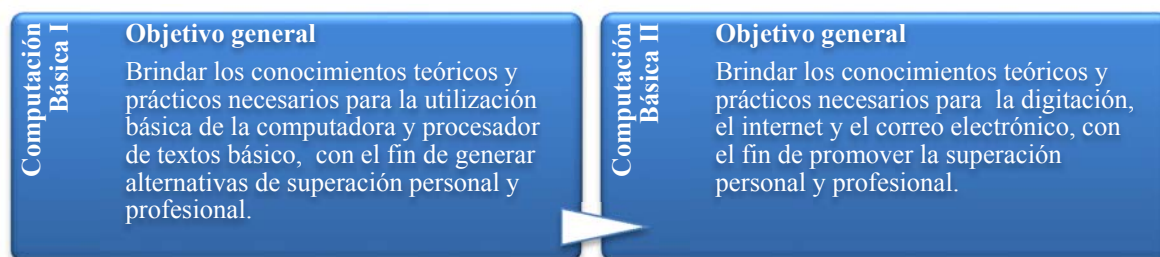 Computación
Básica I
Objetivo general
Brindar los conocimientos teóricos y
prácticos necesarios para la utilización
básica de la computadora y procesador
de textos básico, con el fin de generar
alternativas de superación personal y
profesional.
Computación
Básica II
Objetivo general
Brindar los conocimientos teóricos y
prácticos necesarios para la digitación,
el internet y el correo electrónico, con
el fin de promover la superación
personal y profesional.